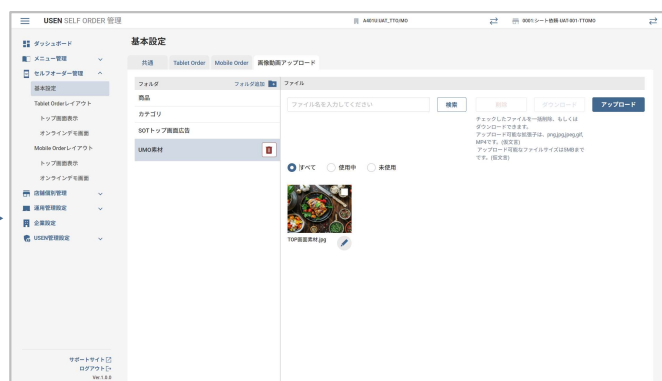 USEN SELF ORDER 管理
A401U:UAT_TTO/MO
0001:シート依頼-UAT-001-TTOMO
ダッシュボード
メニュー管理
セルフオーダー管理
基本設定
Tablet Orderレイアウト
トップ画面表示
オンラインデモ画面
Mobile Orderレイアウト
トップ画面表示
オンラインデモ画面
店舗個別管理
運用管理設定
企業設定
USEN管理設定
サポートサイト
ログアウト
Ver.1.0.0
基本設定
共通 Tablet Order Mobile Order 画像動画アップロード
フォルダ フォルダ追加
商品
カテゴリ
SOTトップ画面広告
UMO素材
ファイル
ファイル名を入力してください 検索 削除 ダウンロード アップロード
チェックしたファイルを一括削除、もしくは
ダウンロードできます。
アップロード可能な拡張子は、png,jpg,jpeg,gif,
MP4です。(仮文言)
アップロード可能なファイルサイズは5MBまで
です。(仮文言)
すべて 使用中 未使用
TOP画面素材.jpg